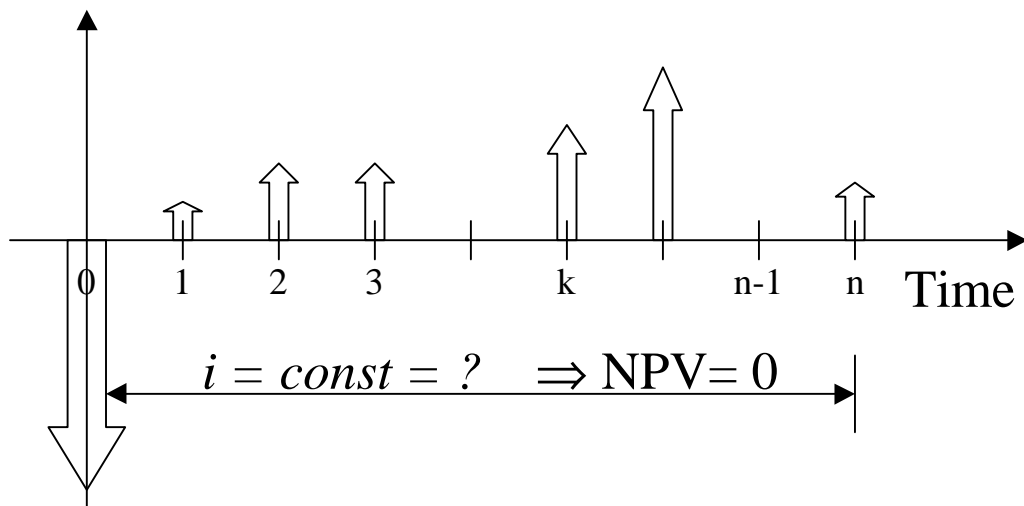 0 1 2 3 k n-1 n Time
i = const = ? ⇒ NPV= 0